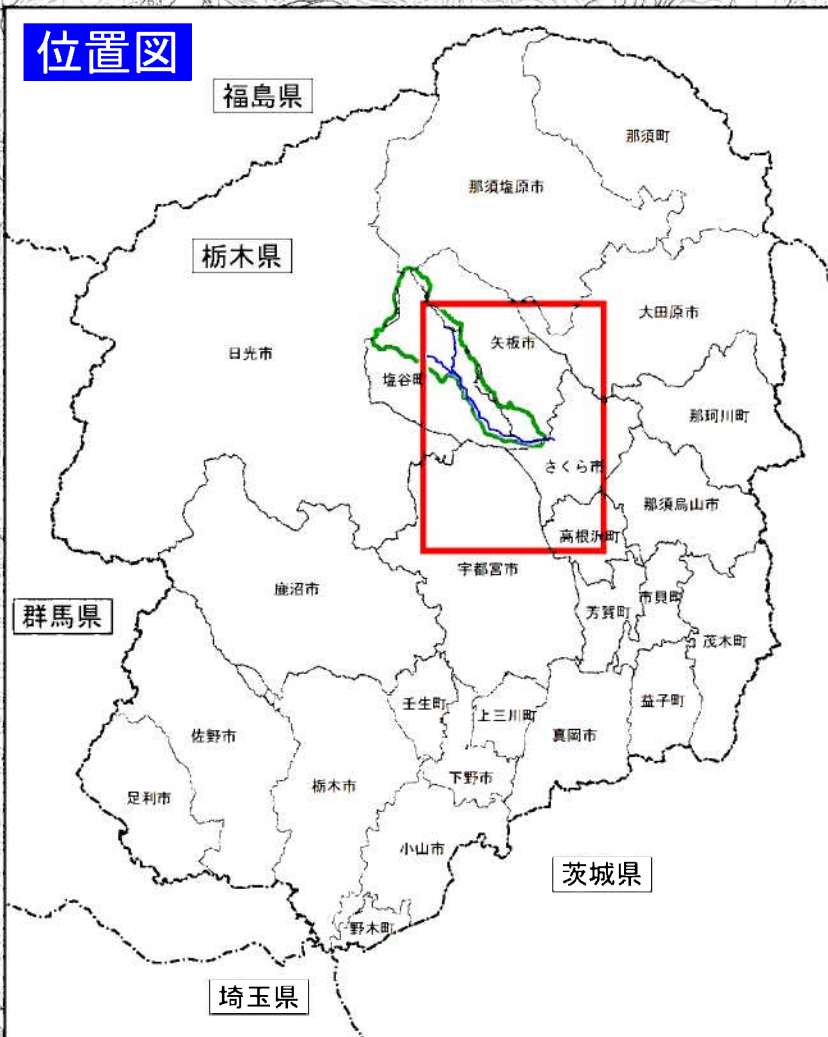 位置図
福島県
那須町
那須塩原市
栃木県
大田原市
矢板市
日光市
塩谷町
那珂川町
さくら市
那須烏山市
高根沢町
宇都宮市
鹿沼市
群馬県
芳賀町
市貝町
茂木町
壬生町
益子町
上三川町
佐野市
真岡市
下野市
栃木市
足利市
小山市
茨城県
野木町
埼玉県